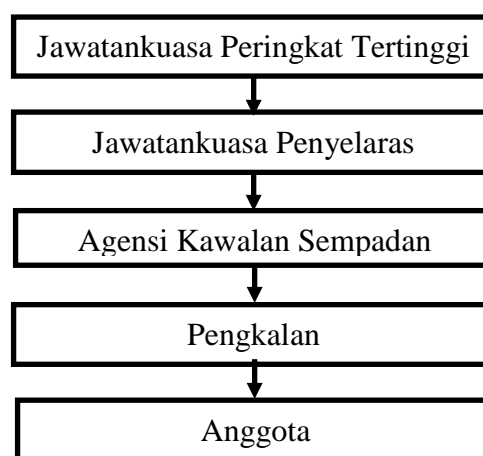 Jawatankuasa Peringkat Tertinggi
Jawatankuasa Penyelaras
Agensi Kawalan Sempadan
Pengkalan
Anggota